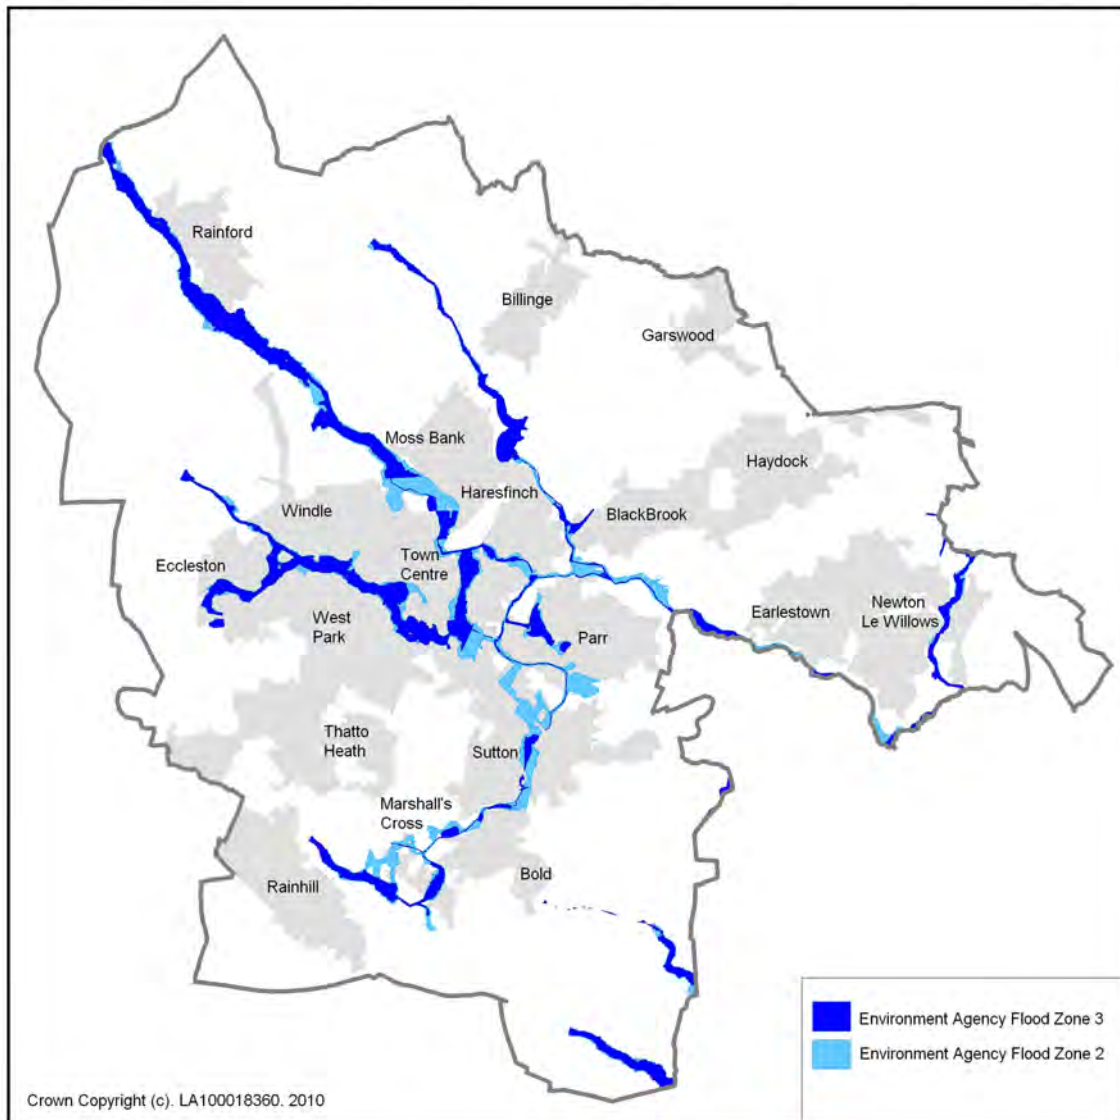 Rainford
Billinge
Garswood
Moss Bank
Haydock
Haresfinch
Windle
BlackBrook
Town
Centre
Eccleston
Earlestown
Newton
Le Willows
West
Park
Parr
Thatto
Heath
Sutton
Marshall's
Cross
Rainhill
Bold
Environment Agency Flood Zone 3
Environment Agency Flood Zone 2
Crown Copyright (c). LA100018360. 2010